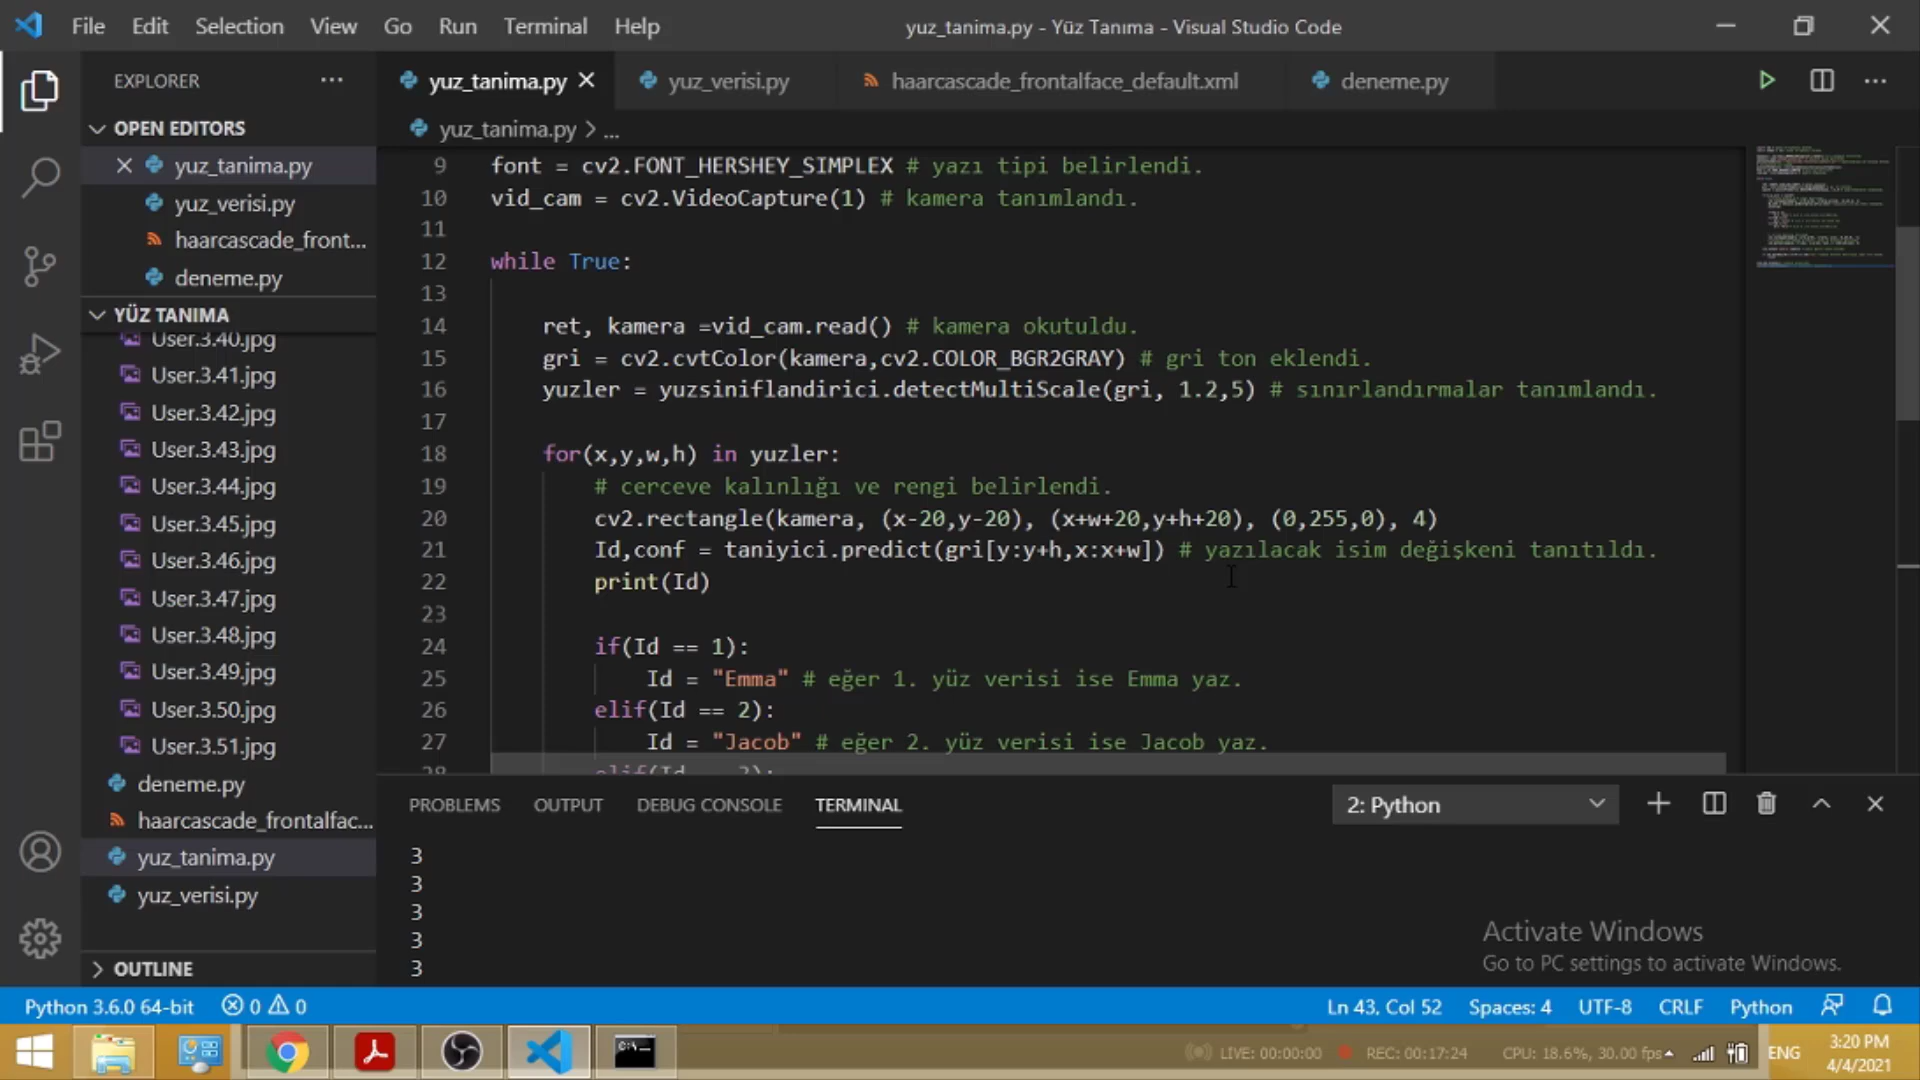 File Edit Selection View Go Run Terminal Help yuz_tanima.py - Yüz Tanıma - Visual Studio Code
EXPLORER ...
OPEN EDITORS
yuz_tanima.py
yuz_verisi.py
haarcascade_front...
deneme.py
YÜZ TANIMA
User.3.40.jpg
User.3.41.jpg
User.3.42.jpg
User.3.43.jpg
User.3.44.jpg
User.3.45.jpg
User.3.46.jpg
User.3.47.jpg
User.3.48.jpg
User.3.49.jpg
User.3.50.jpg
User.3.51.jpg
deneme.py
haarcascade_frontalfac...
yuz_tanima.py
yuz_verisi.py
OUTLINE
yuz_tanima.py yuz_verisi.py haarcascade_frontalface_default.xml deneme.py
yuz_tanima.py > ...
9 font = cv2.FONT_HERSHEY_SIMPLEX # yazı tipi belirlendi.
10 vid_cam = cv2.VideoCapture(1) # kamera tanımlandı.
11
12 while True:
13
14 ret, kamera =vid_cam.read() # kamera okutuldu.
15 gri = cv2.cvtColor(kamera,cv2.COLOR_BGR2GRAY) # gri ton eklendi.
16 yuzler = yuzsiniflandirici.detectMultiScale(gri, 1.2,5) # sınırlandırmalar tanımlandı.
17
18 for(x,y,w,h) in yuzler:
19 # cerceve kalınlığı ve rengi belirlendi.
20 cv2.rectangle(kamera, (x-20,y-20), (x+w+20,y+h+20), (0,255,0), 4)
21 Id,conf = taniyici.predict(gri[y:y+h,x:x+w]) # yazılacak isim değişkeni tanıtıldı.
22 print(Id)
23
24 if(Id == 1):
25 Id = "Emma" # eğer 1. yüz verisi ise Emma yaz.
26 elif(Id == 2):
27 Id = "Jacob" # eğer 2. yüz verisi ise Jacob yaz.
28 elif(Id == 3):
PROBLEMS OUTPUT DEBUG CONSOLE TERMINAL 2: Python
3
3
3
3
3
Activate Windows
Go to PC settings to activate Windows.
Python 3.6.0 64-bit 0 0 Ln 43, Col 52 Spaces: 4 UTF-8 CRLF Python
LIVE: 00:00:00 REC: 00:17:24 CPU: 18.6%, 30.00 fps ENG 3:20 PM
4/4/2021